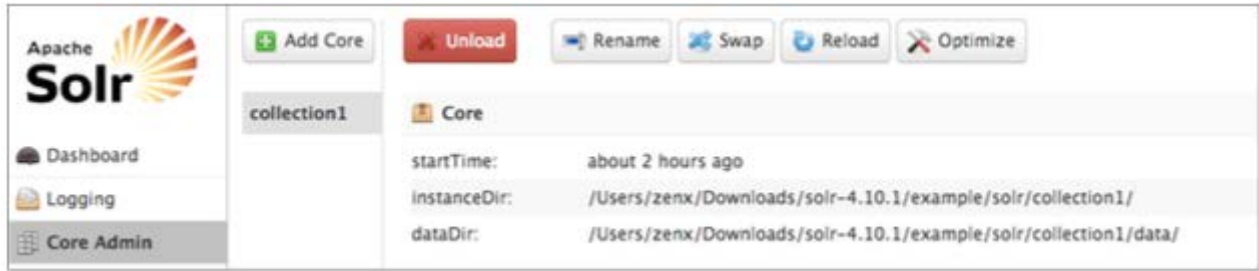 Apache
Solr
Dashboard
Logging
Core Admin
Add Core
collection1
Unload
Rename
Swap
Reload
Optimize
Core
startTime: about 2 hours ago
instanceDir: /Users/zenx/Downloads/solr-4.10.1/example/solr/collection1/
dataDir: /Users/zenx/Downloads/solr-4.10.1/example/solr/collection1/data/